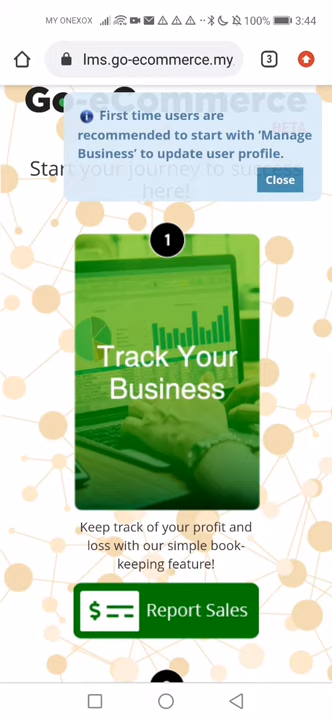 MY ONEXOX
100%
3:44
lms.go-ecommerce.my
3
Go-eCommerce
BETA
First time users are
recommended to start with ‘Manage
Business’ to update user profile.
Close
Start your journey to success
here!
1
Track Your
Business
Keep track of your profit and
loss with our simple book-
keeping feature!
$ Report Sales